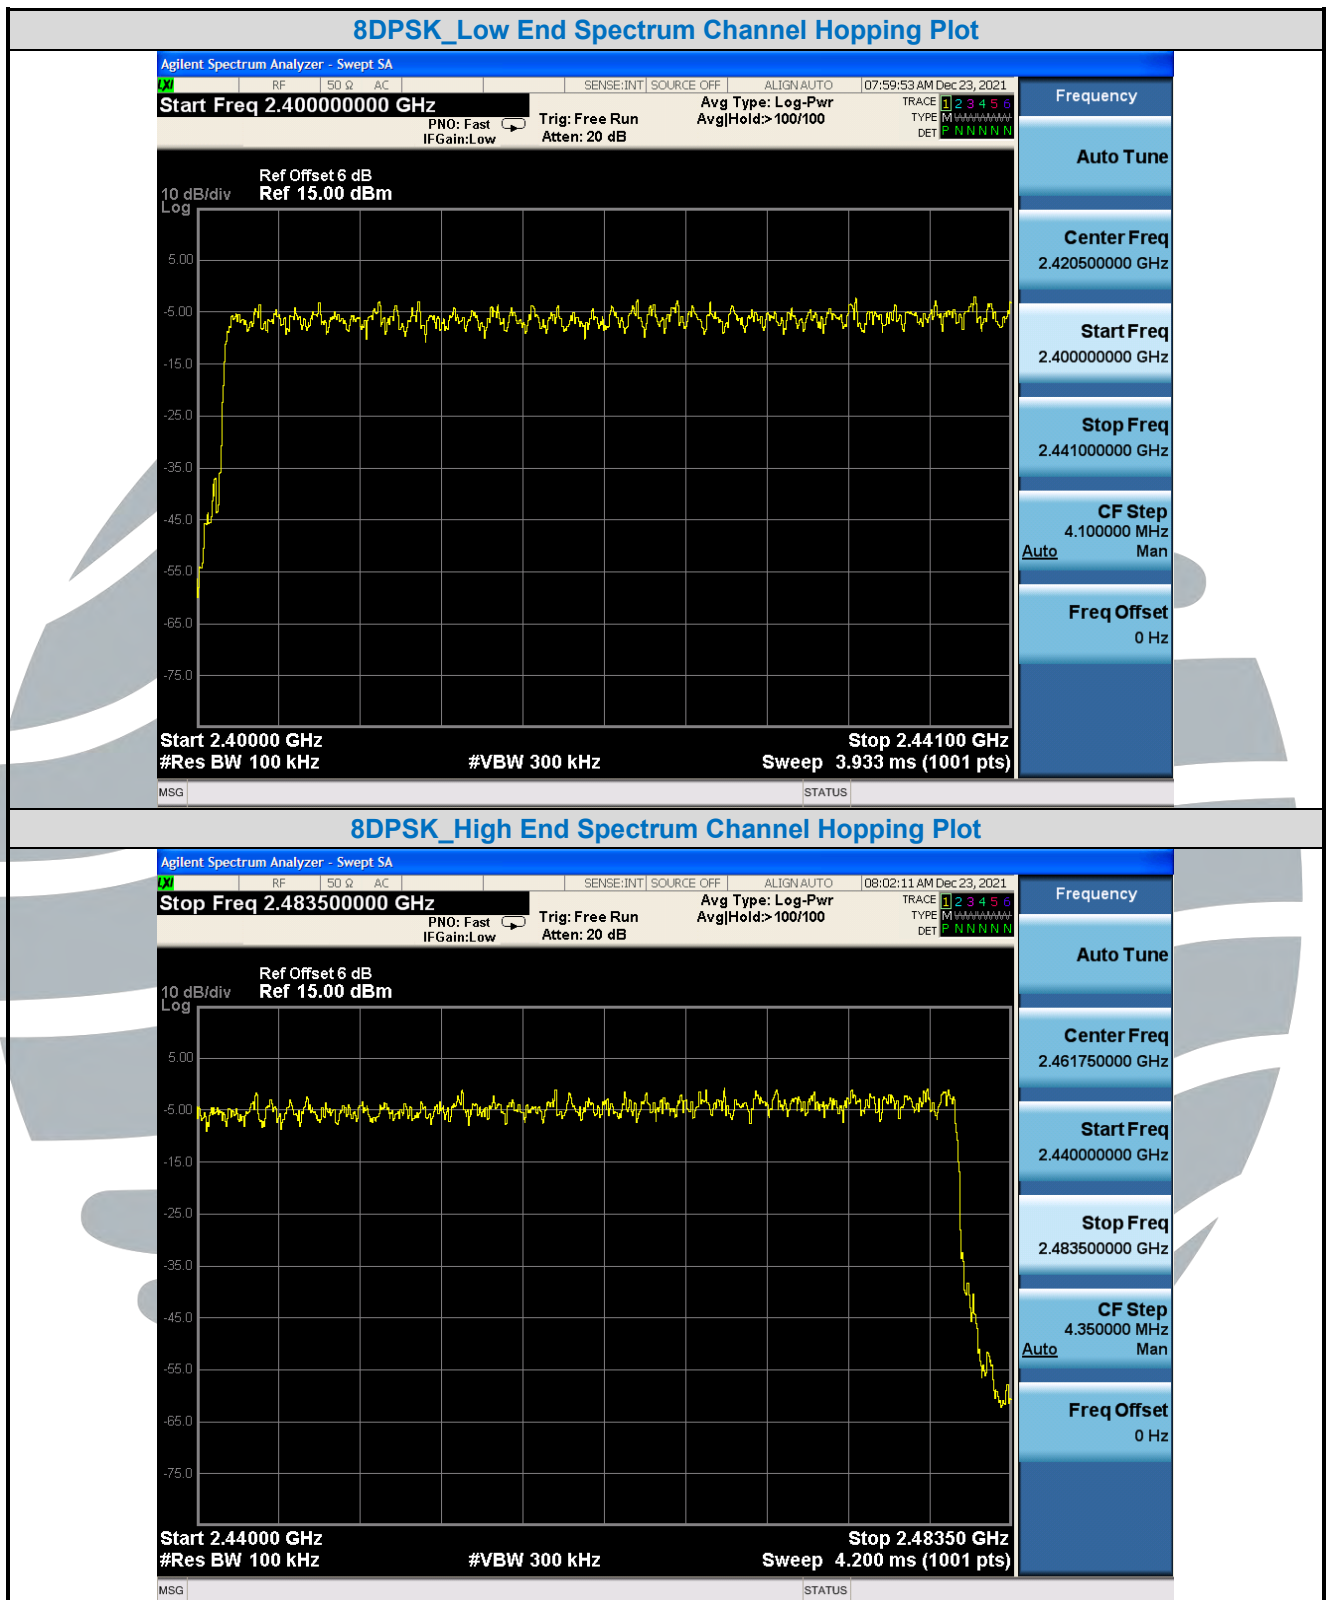 8DPSK_Low End Spectrum Channel Hopping Plot
Agilent Spectrum Analyzer - Swept SA
LXI RF 50 Ω AC SENSE:INT SOURCE OFF ALIGN AUTO 07:59:53 AM Dec 23, 2021
Start Freq 2.400000000 GHz
PNO: Fast
IFGain:Low
Trig: Free Run
Atten: 20 dB
Avg Type: Log-Pwr
Avg|Hold:>100/100
TRACE 1 2 3 4 5 6
TYPE M
DET P N N N N N
Ref Offset 6 dB
10 dB/div Ref 15.00 dBm
Log
5.00
-5.00
-15.0
-25.0
-35.0
-45.0
-55.0
-65.0
-75.0
Start 2.40000 GHz Stop 2.44100 GHz
#Res BW 100 kHz #VBW 300 kHz Sweep 3.933 ms (1001 pts)
MSG STATUS
Frequency
Auto Tune
Center Freq
2.420500000 GHz
Start Freq
2.400000000 GHz
Stop Freq
2.441000000 GHz
CF Step
4.100000 MHz
Auto Man
Freq Offset
0 Hz
8DPSK_High End Spectrum Channel Hopping Plot
Agilent Spectrum Analyzer - Swept SA
LXI RF 50 Ω AC SENSE:INT SOURCE OFF ALIGN AUTO 08:02:11 AM Dec 23, 2021
Stop Freq 2.483500000 GHz
PNO: Fast
IFGain:Low
Trig: Free Run
Atten: 20 dB
Avg Type: Log-Pwr
Avg|Hold:>100/100
TRACE 1 2 3 4 5 6
TYPE M
DET P N N N N N
Ref Offset 6 dB
10 dB/div Ref 15.00 dBm
Log
5.00
-5.00
-15.0
-25.0
-35.0
-45.0
-55.0
-65.0
-75.0
Start 2.44000 GHz Stop 2.48350 GHz
#Res BW 100 kHz #VBW 300 kHz Sweep 4.200 ms (1001 pts)
MSG STATUS
Frequency
Auto Tune
Center Freq
2.461750000 GHz
Start Freq
2.440000000 GHz
Stop Freq
2.483500000 GHz
CF Step
4.350000 MHz
Auto Man
Freq Offset
0 Hz